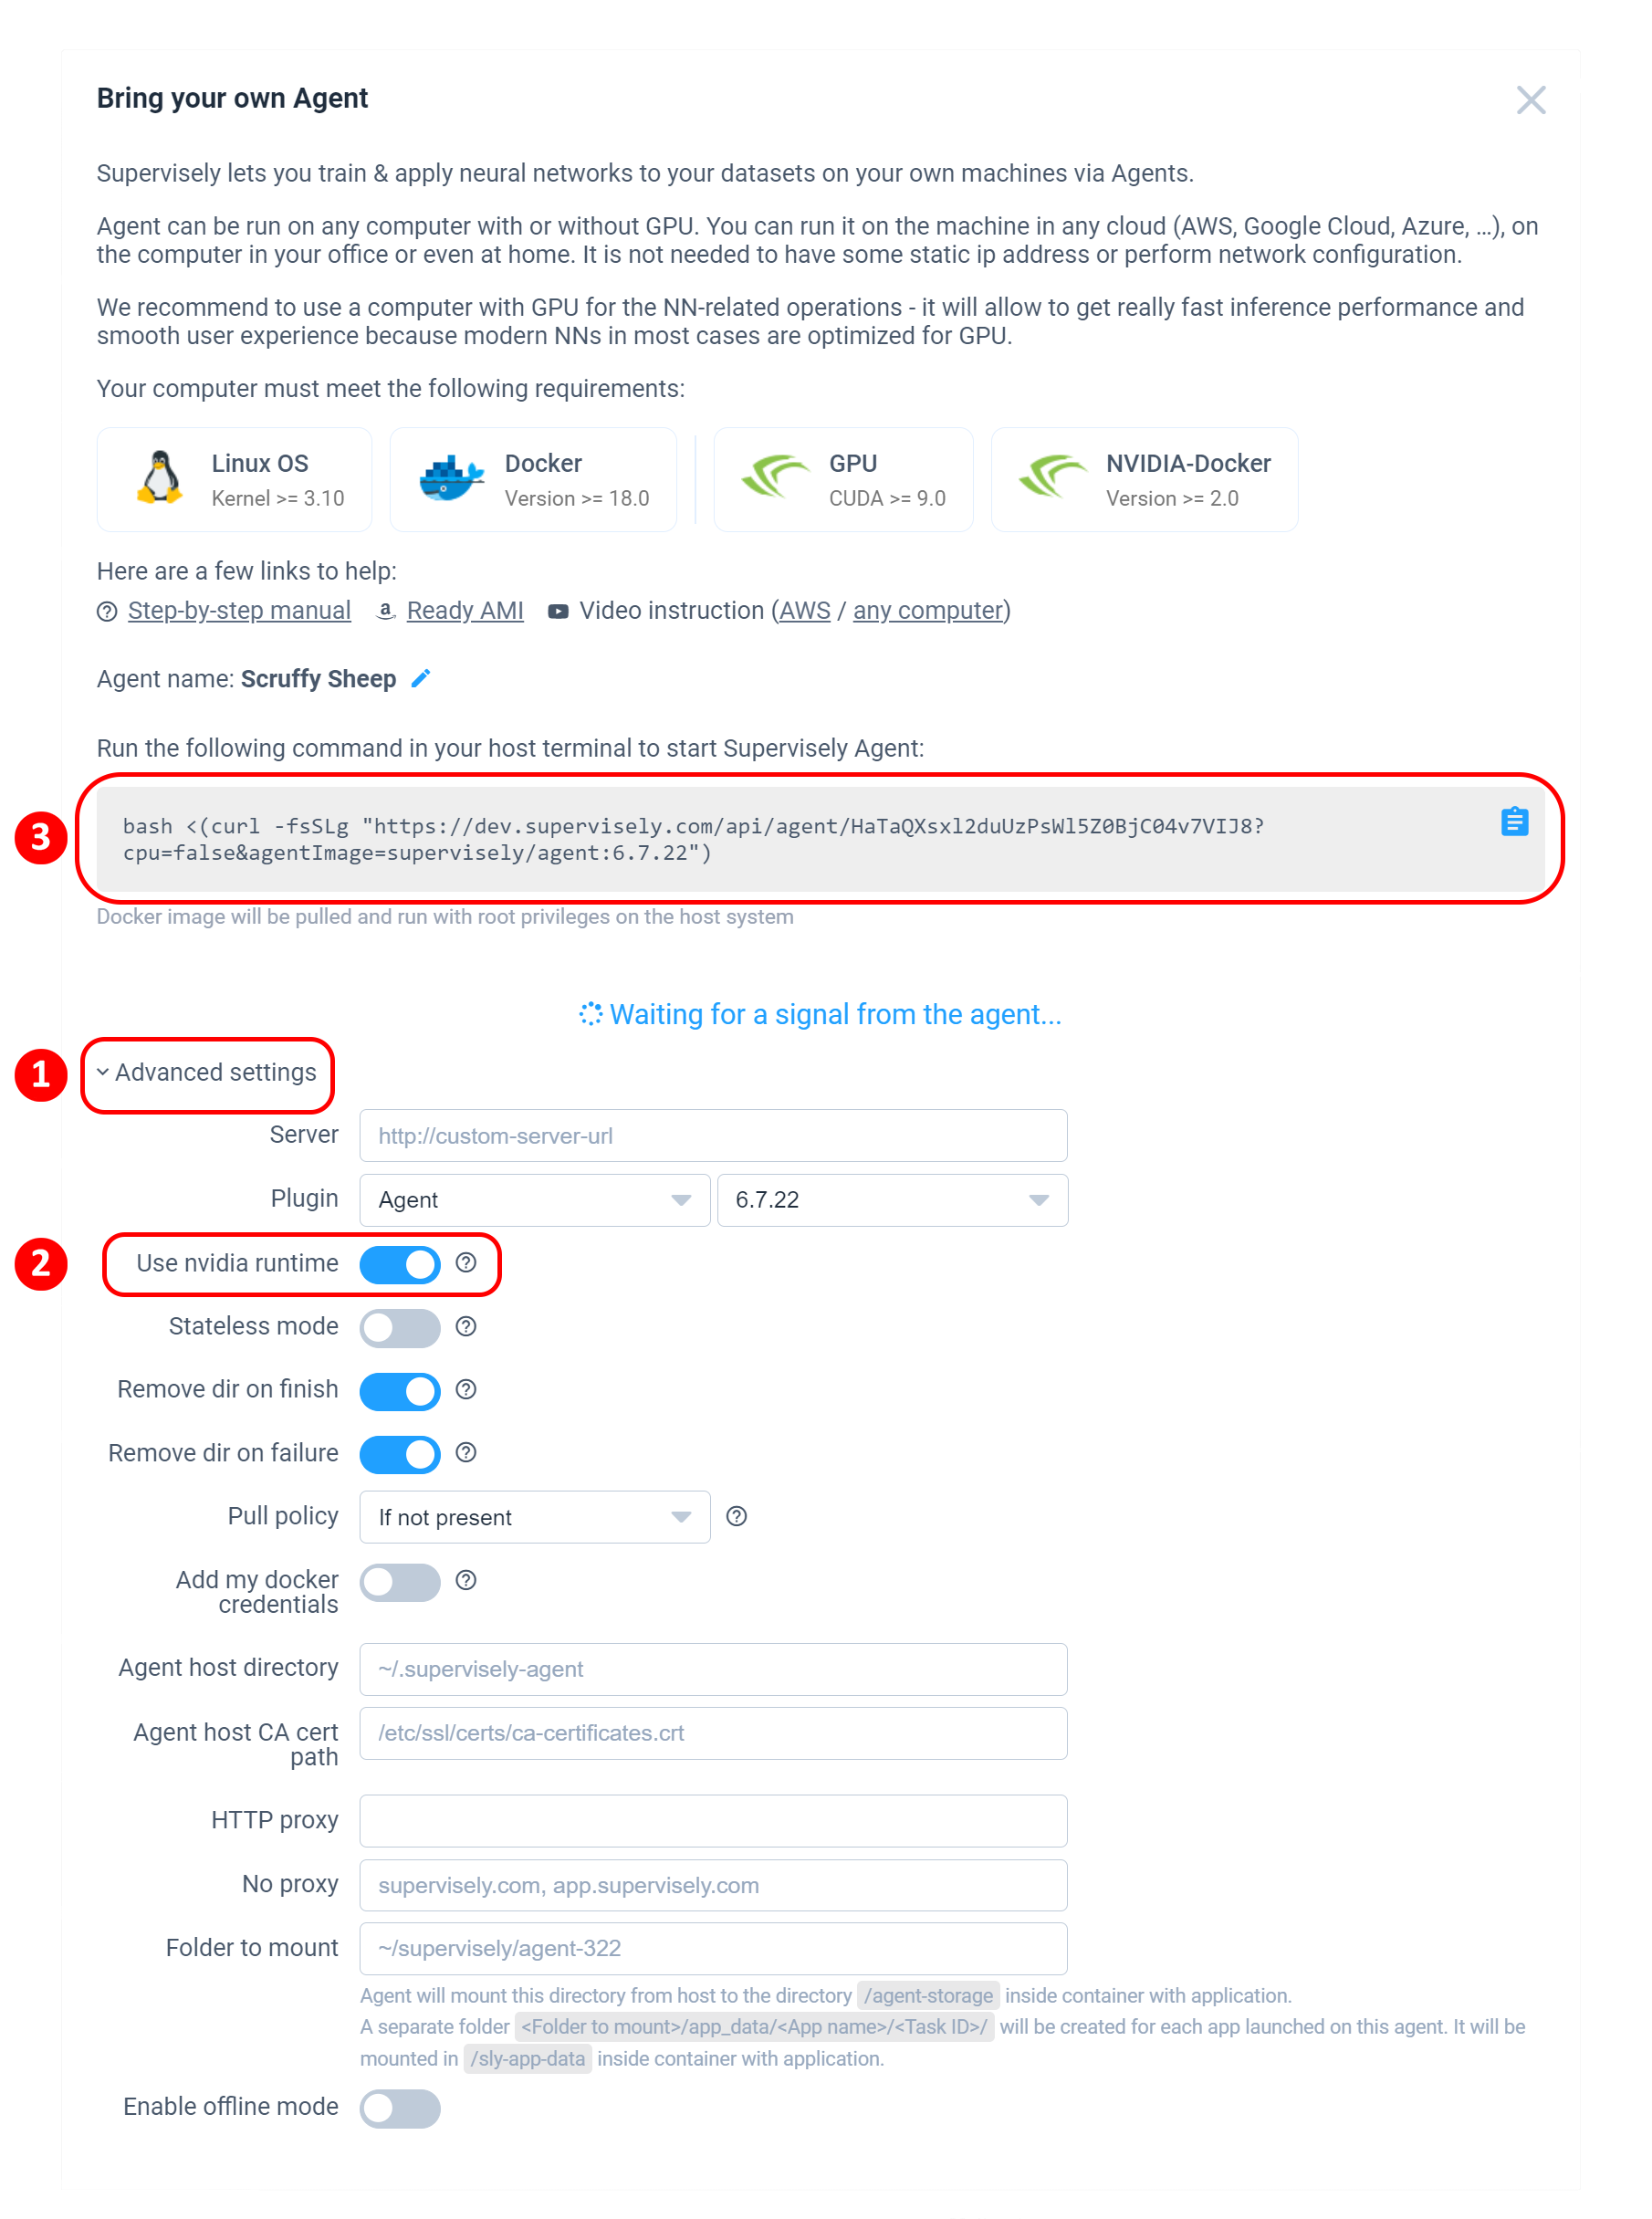 Bring your own Agent
Supervisely lets you train & apply neural networks to your datasets on your own machines via Agents.
Agent can be run on any computer with or without GPU. You can run it on the machine in any cloud (AWS, Google Cloud, Azure, ...), on
the computer in your office or even at home. It is not needed to have some static ip address or perform network configuration.
We recommend to use a computer with GPU for the NN-related operations - it will allow to get really fast inference performance and
smooth user experience because modern NNs in most cases are optimized for GPU.
Your computer must meet the following requirements:
Linux OS
Kernel >= 3.10
Docker
Version >= 18.0
GPU
CUDA >= 9.0
NVIDIA-Docker
Version >= 2.0
Here are a few links to help:
Step-by-step manual Ready AMI Video instruction (AWS / any computer)
Agent name: Scruffy Sheep
Run the following command in your host terminal to start Supervisely Agent:
3
bash <(curl -fsSLg "https://dev.supervisely.com/api/agent/HaTaQXsxl2duUzPsWl5Z0BjC04v7VIJ8?
cpu=false&agentImage=supervisely/agent:6.7.22")
Docker image will be pulled and run with root privileges on the host system
Waiting for a signal from the agent...
1
Advanced settings
Server http://custom-server-url
Plugin Agent 6.7.22
2
Use nvidia runtime
Stateless mode
Remove dir on finish
Remove dir on failure
Pull policy If not present
Add my docker
credentials
Agent host directory ~/.supervisely-agent
Agent host CA cert
path
/etc/ssl/certs/ca-certificates.crt
HTTP proxy
No proxy supervisely.com, app.supervisely.com
Folder to mount ~/supervisely/agent-322
Agent will mount this directory from host to the directory /agent-storage inside container with application.
A separate folder <Folder to mount>/app_data/<App name>/<Task ID>/ will be created for each app launched on this agent. It will be
mounted in /sly-app-data inside container with application.
Enable offline mode